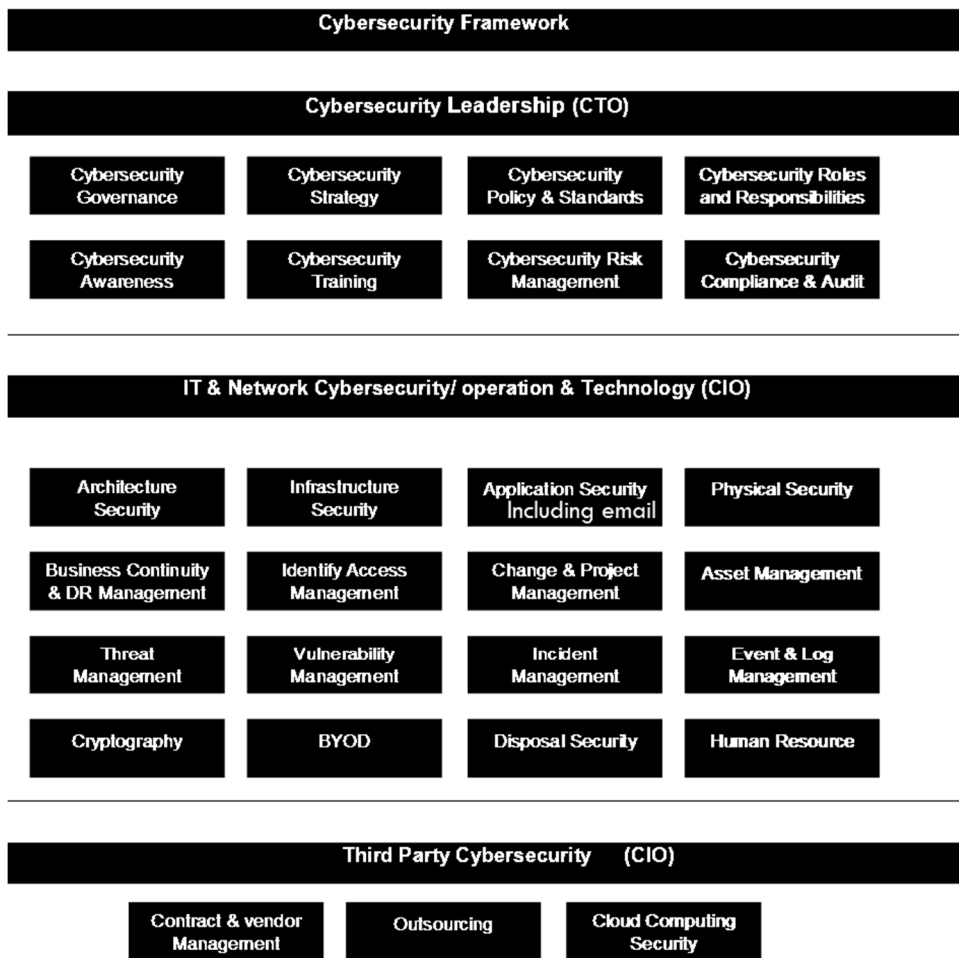 Cybersecurity Framework
Cybersecurity Leadership (CTO)
Cybersecurity Governance
Cybersecurity Strategy
Cybersecurity Policy & Standards
Cybersecurity Roles and Responsibilities
Cybersecurity Awareness
Cybersecurity Training
Cybersecurity Risk Management
Cybersecurity Compliance & Audit
IT & Network Cybersecurity/ operation & Technology (CIO)
Architecture Security
Infrastructure Security
Application Security Including email
Physical Security
Business Continuity & DR Management
Identify Access Management
Change & Project Management
Asset Management
Threat Management
Vulnerability Management
Incident Management
Event & Log Management
Cryptography
BYOD
Disposal Security
Human Resource
Third Party Cybersecurity (CIO)
Contract & vendor Management
Outsourcing
Cloud Computing Security